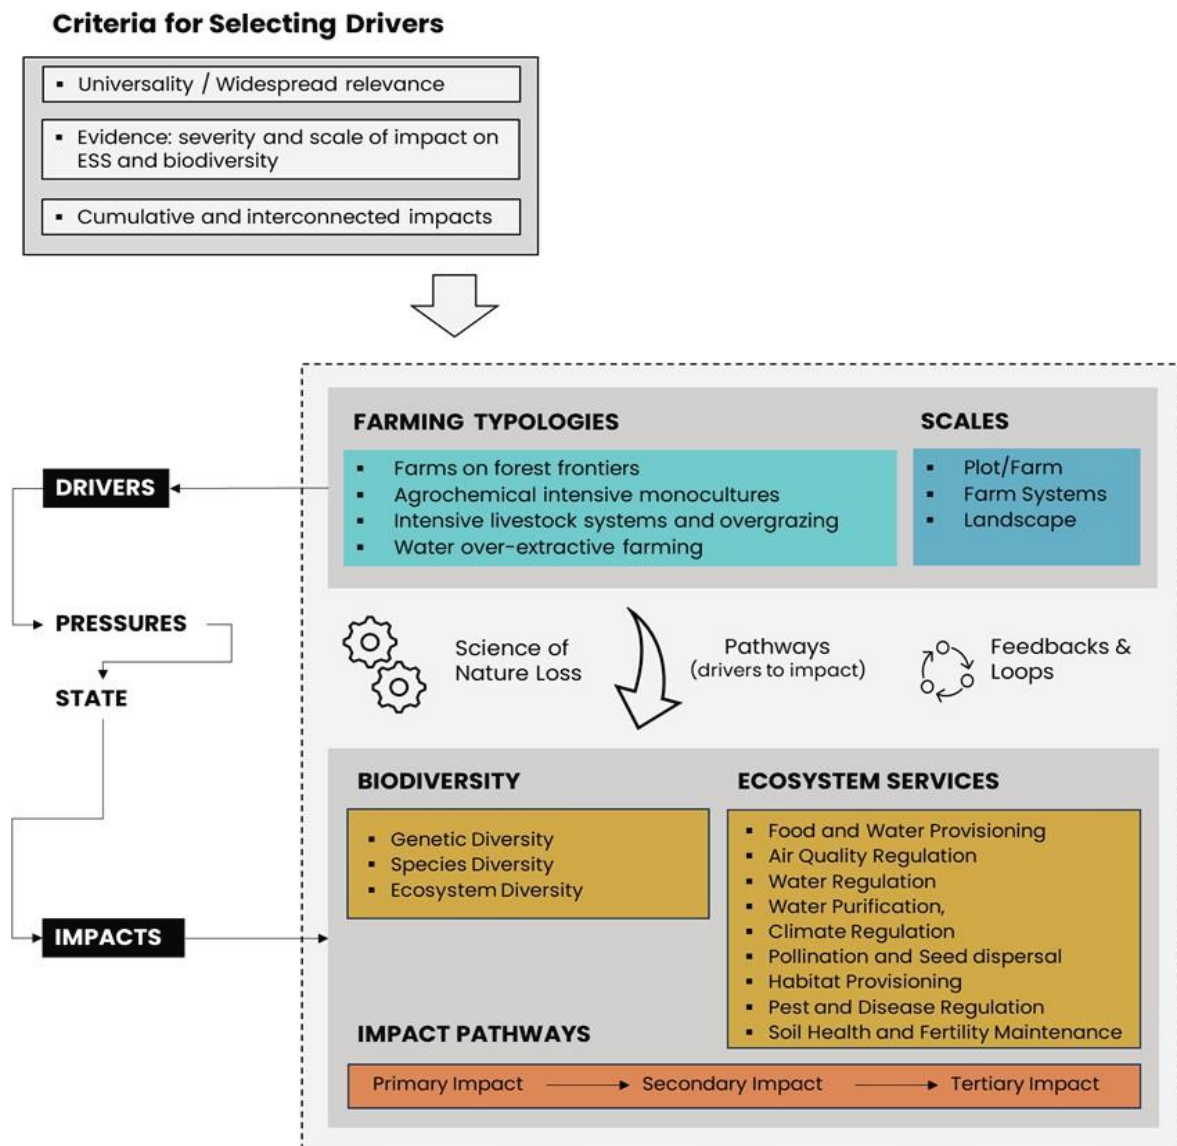 Criteria for Selecting Drivers
▪ Universality / Widespread relevance
▪ Evidence: severity and scale of impact on
ESS and biodiversity
▪ Cumulative and interconnected impacts
FARMING TYPOLOGIES
▪ Farms on forest frontiers
▪ Agrochemical intensive monocultures
▪ Intensive livestock systems and overgrazing
▪ Water over-extractive farming
SCALES
▪ Plot/Farm
▪ Farm Systems
▪ Landscape
DRIVERS
PRESSURES
STATE
IMPACTS
Science of
Nature Loss
Pathways
(drivers to impact)
Feedbacks &
Loops
BIODIVERSITY
▪ Genetic Diversity
▪ Species Diversity
▪ Ecosystem Diversity
ECOSYSTEM SERVICES
▪ Food and Water Provisioning
▪ Air Quality Regulation
▪ Water Regulation
▪ Water Purification,
▪ Climate Regulation
▪ Pollination and Seed dispersal
▪ Habitat Provisioning
▪ Pest and Disease Regulation
▪ Soil Health and Fertility Maintenance
IMPACT PATHWAYS
Primary Impact
Secondary Impact
Tertiary Impact